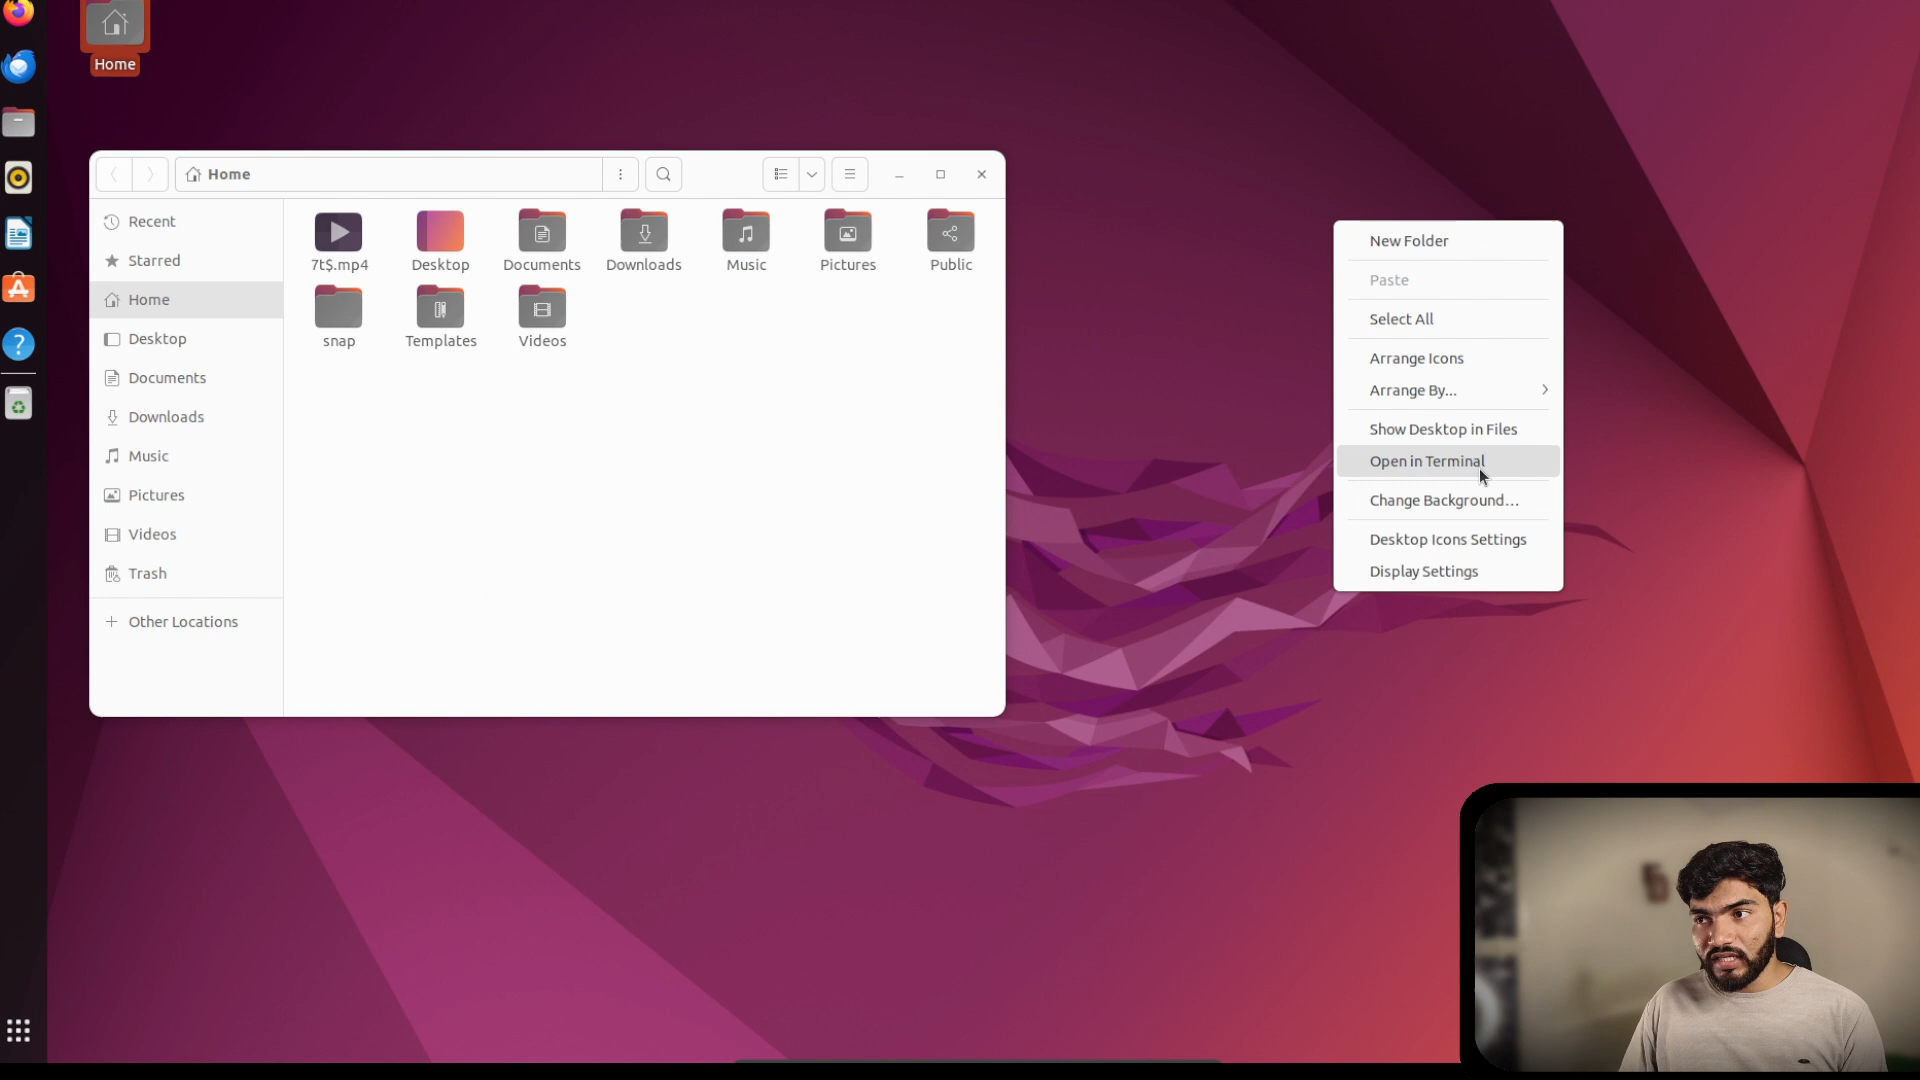 Home
Home
Recent
Starred
Home
Desktop
Documents
Downloads
Music
Pictures
Videos
Trash
Other Locations
7t$.mp4
Desktop
Documents
Downloads
Music
Pictures
Public
snap
Templates
Videos
New Folder
Paste
Select All
Arrange Icons
Arrange By...
Show Desktop in Files
Open in Terminal
Change Background...
Desktop Icons Settings
Display Settings